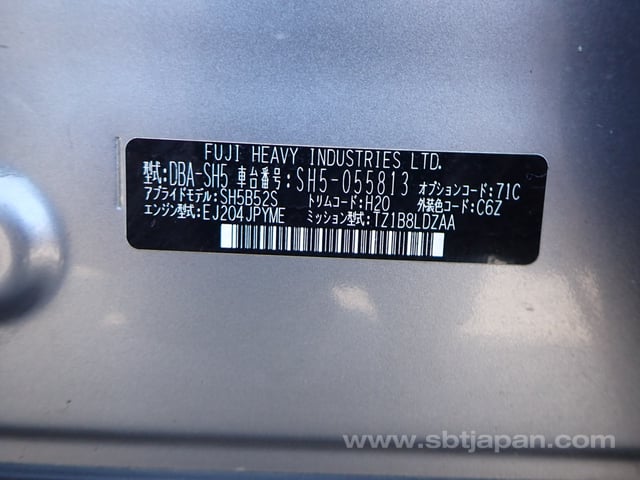 FUJI HEAVY INDUSTRIES LTD.
型式:DBA-SH5 車台番号:SH5-055813 オプションコード:71C
アプライドモデル:SH5B52S トリムコード:H20 外装色コード:C6Z
エンジン型式:EJ204JPYME ミッション型式:TZ1B8LDZAA
www.sbtjapan.com